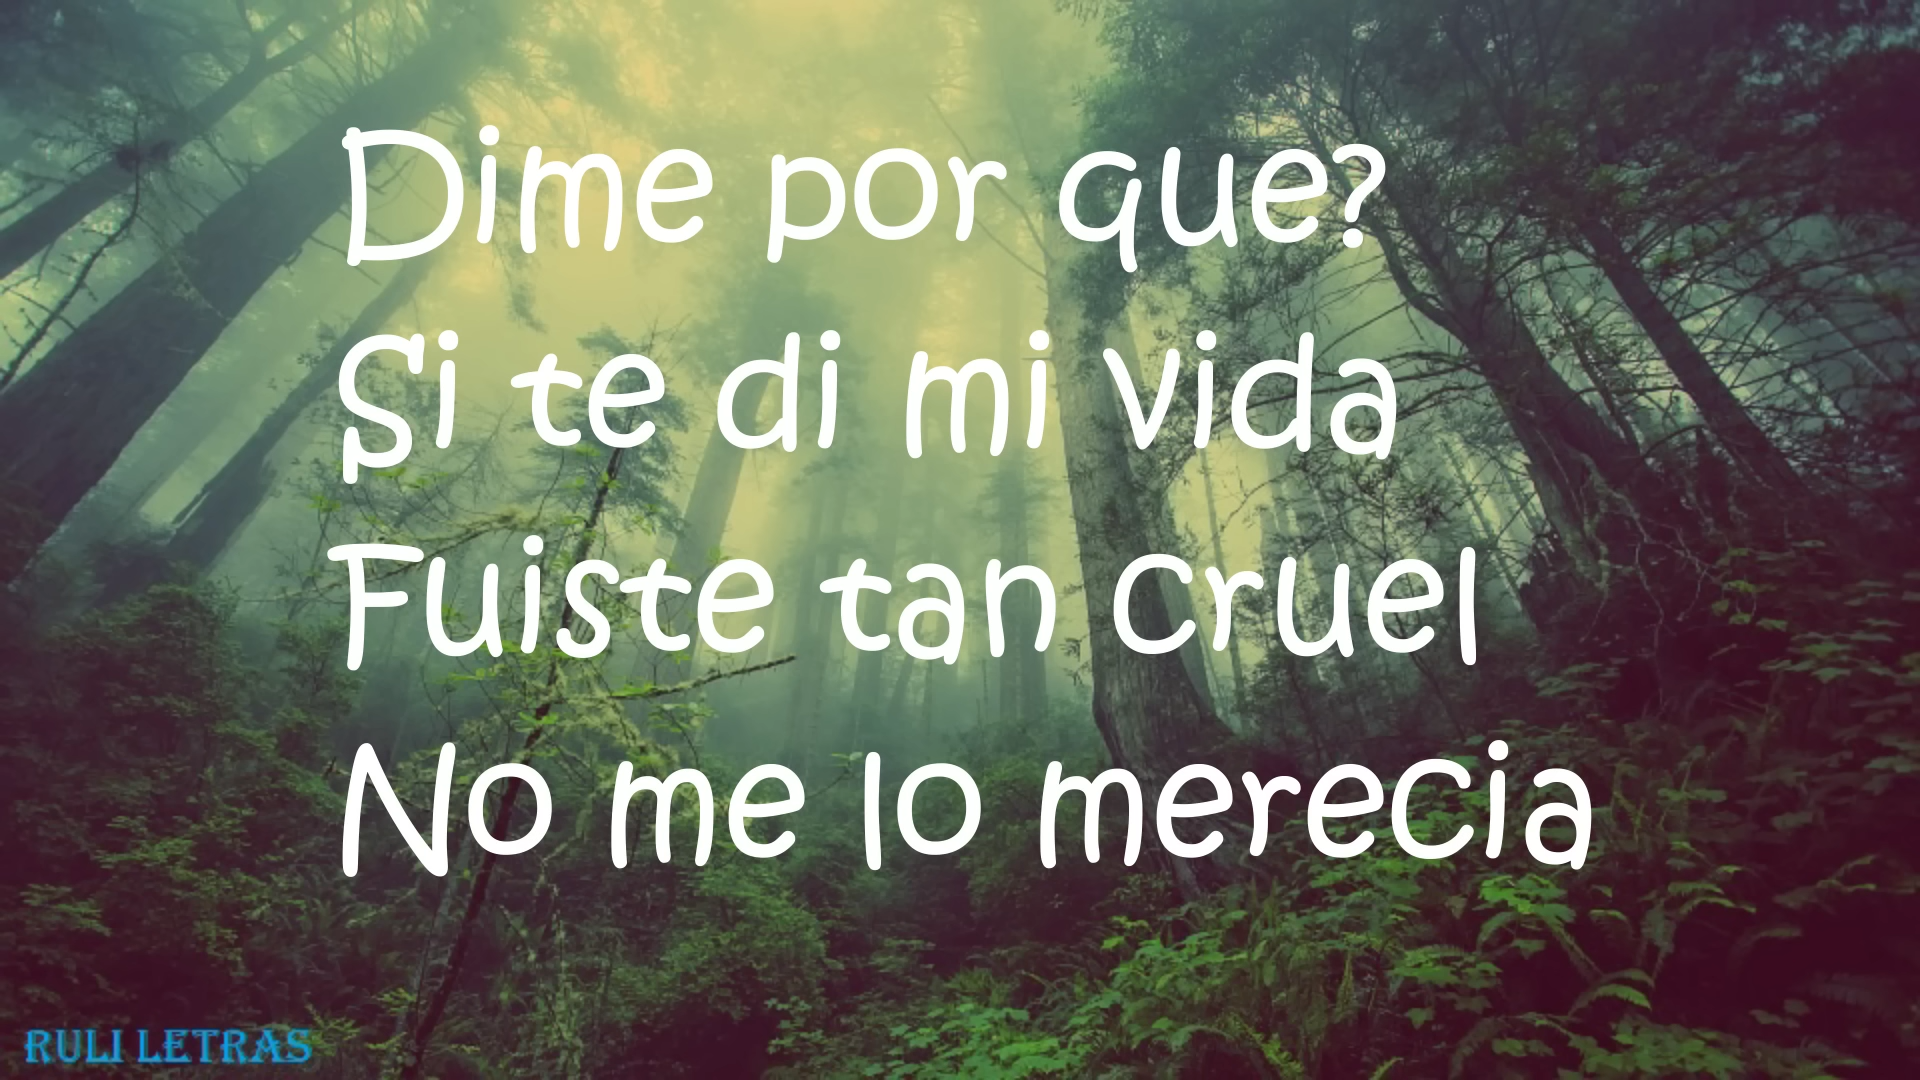 Dime por que?
Si te di mi vida
Fuiste tan cruel
No me lo merecia
RULI LETRAS